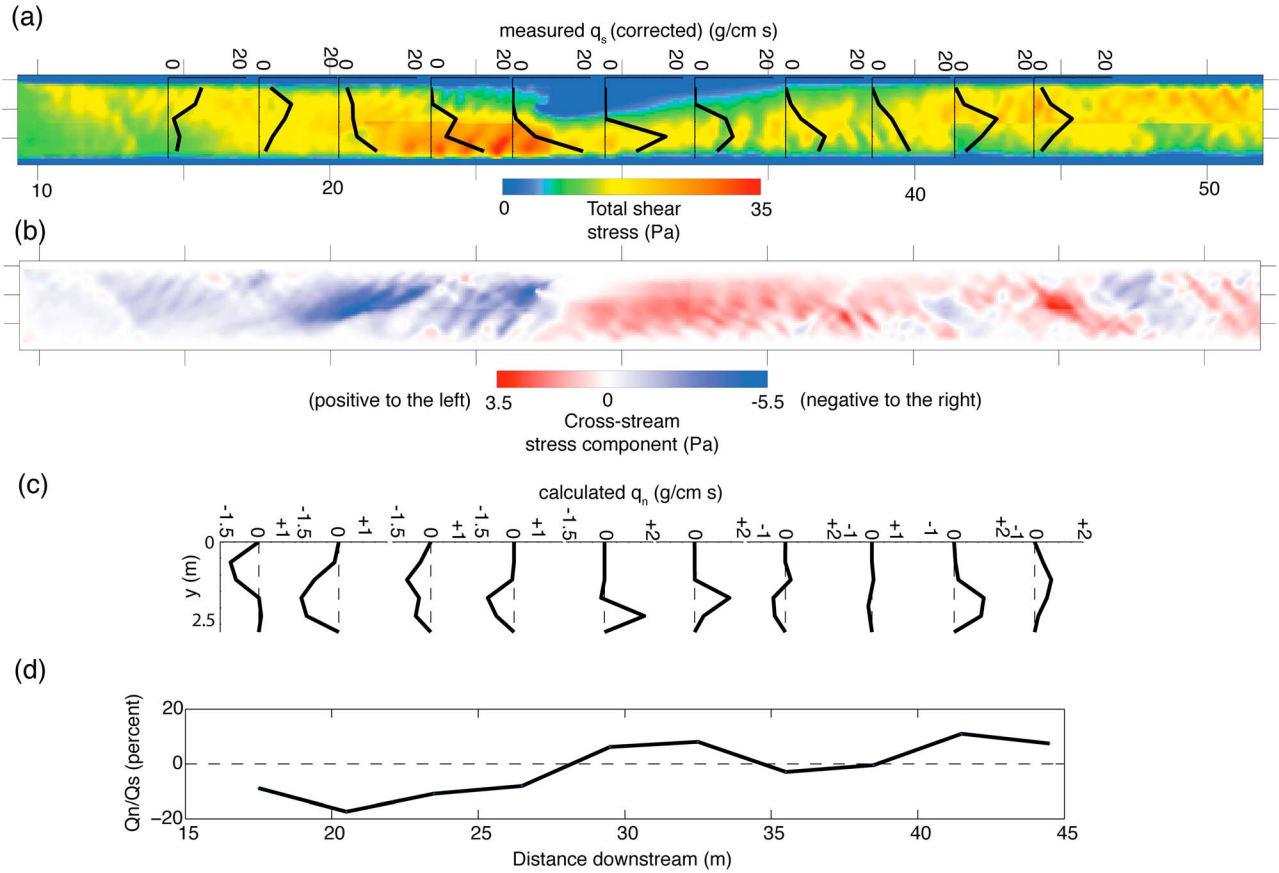 (a)
measured qs (corrected) (g/cm s)
0 20 0 20 0 20 0 20 0 20 0 20 0 20 0 20 0 20 0 20 0 20
10 20 40 50
0 Total shear 35
stress (Pa)
(b)
(positive to the left) 3.5 0 -5.5 (negative to the right)
Cross-stream
stress component (Pa)
(c)
calculated qn (g/cm s)
-1.5 0 +1 -1.5 0 +1 -1.5 0 +1 -1.5 0 +1 -1.5 0 +2 0 +2 -1 0 +2 -1 0 +1 -1 0 +2 -1 0 +2
0
y (m)
2.5
(d)
Qn/Qs (percent)
20
0
−20
15 20 25 30 35 40 45
Distance downstream (m)